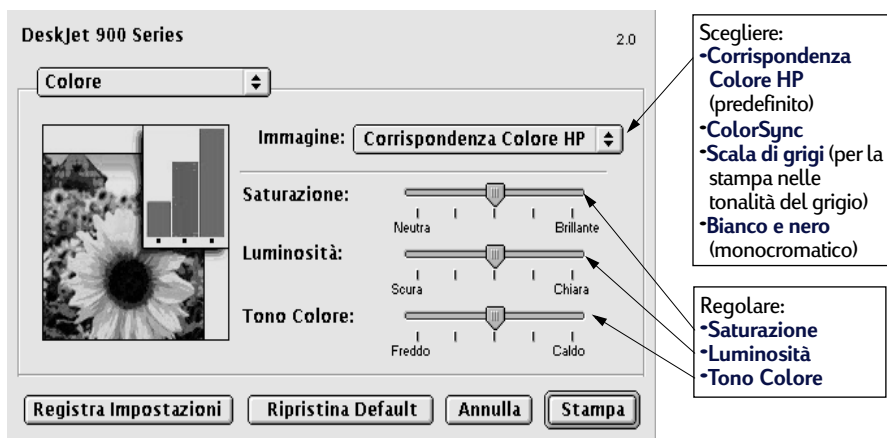 DeskJet 900 Series
2.0
Colore
Immagine: Corrispondenza Colore HP
Saturazione:
Neutra Brillante
Luminosità:
Scura Chiara
Tono Colore:
Freddo Caldo
Registra Impostazioni Ripristina Default Annulla Stampa
Scegliere:
•Corrispondenza
Colore HP
(predefinito)
•ColorSync
•Scala di grigi (per la
stampa nelle
tonalità del grigio)
•Bianco e nero
(monocromatico)
Regolare:
•Saturazione
•Luminosità
•Tono Colore